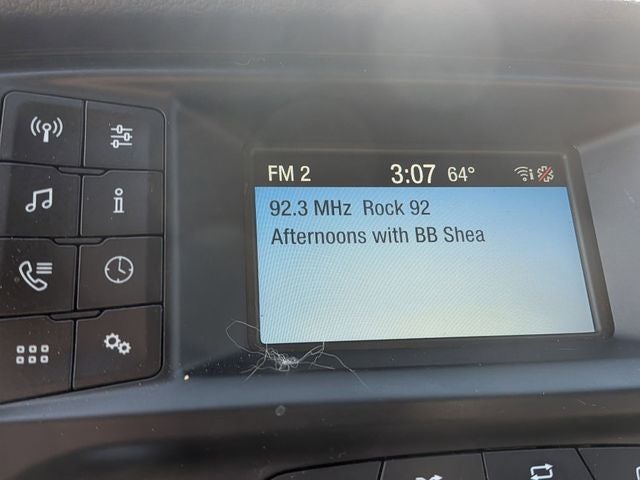 FM 2 3:07 64°
92.3 MHz Rock 92
Afternoons with BB Shea